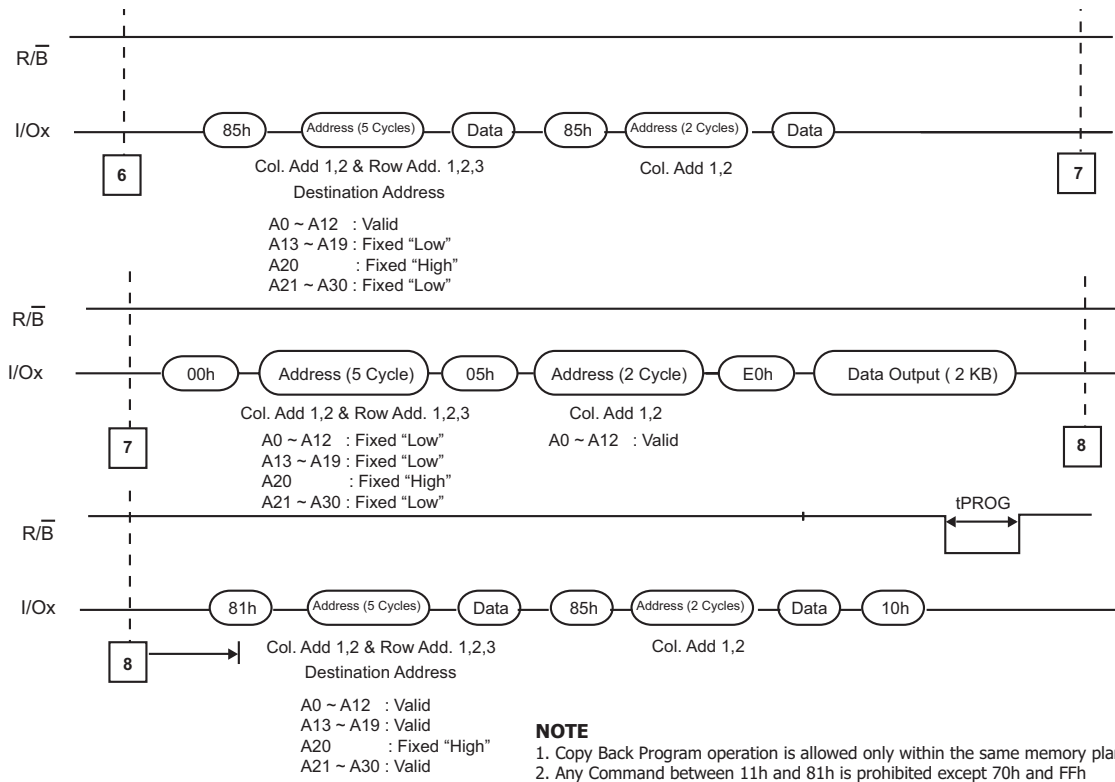 R/B
I/Ox
85h
Address (5 Cycles)
Data
85h
Address (2 Cycles)
Data
6
7
Col. Add 1,2 & Row Add. 1,2,3
Destination Address
Col. Add 1,2
A0 ~ A12 : Valid
A13 ~ A19 : Fixed “Low”
A20 : Fixed “High”
A21 ~ A30 : Fixed “Low”
R/B
I/Ox
00h
Address (5 Cycle)
05h
Address (2 Cycle)
E0h
Data Output ( 2 KB)
7
8
Col. Add 1,2 & Row Add. 1,2,3
Col. Add 1,2
A0 ~ A12 : Fixed “Low”
A0 ~ A12 : Valid
A13 ~ A19 : Fixed “Low”
A20 : Fixed “High”
A21 ~ A30 : Fixed “Low”
R/B
tPROG
I/Ox
81h
Address (5 Cycles)
Data
85h
Address (2 Cycles)
Data
10h
8
Col. Add 1,2 & Row Add. 1,2,3
Destination Address
Col. Add 1,2
A0 ~ A12 : Valid
A13 ~ A19 : Valid
A20 : Fixed “High”
A21 ~ A30 : Valid
NOTE
1. Copy Back Program operation is allowed only within the same memory
2. Any Command between 11h and 81h is prohibited except 70h and FFh